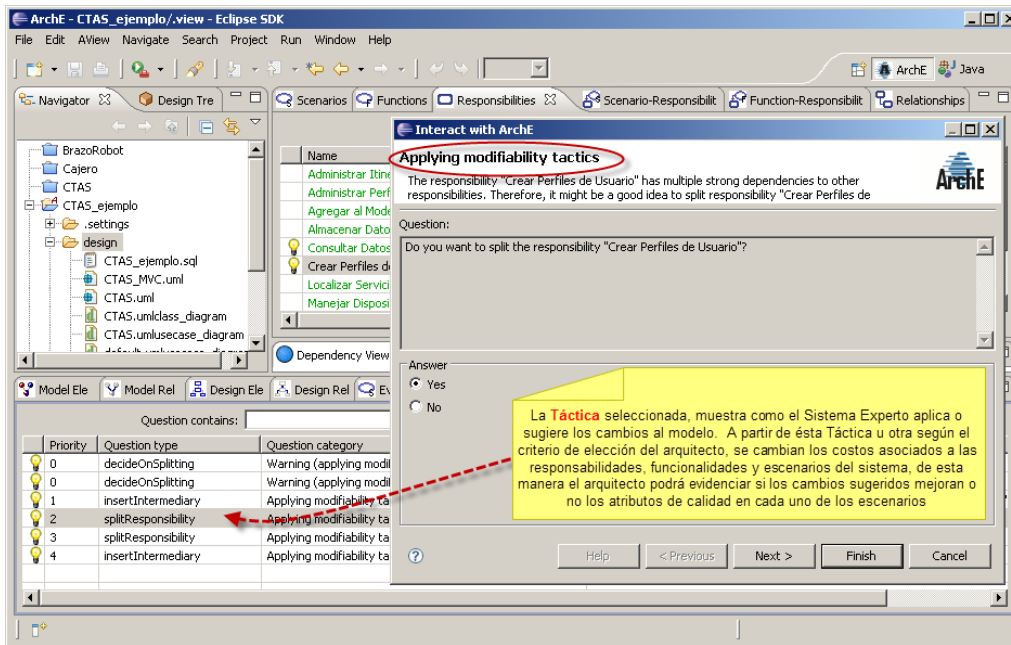 ArchE - CTAS_ejemplo/.view - Eclipse SDK
File Edit AView Navigate Search Project Run Window Help
ArchE Java
Navigator Design Tre
Scenarios Functions Responsibilities Scenario-Responsibilit Function-Responsibilit Relationships
BrazoRobot
Cajero
CTAS
CTAS_ejemplo
.settings
design
CTAS_ejemplo.sql
CTAS_MVC.uml
CTAS.uml
CTAS.umlclass_diagram
CTAS.umlusecase_diagram
default.umlusecase_diagram
Name
Administrar Itine
Administrar Perf
Agregar al Mode
Almacenar Dato
Consultar Datos
Crear Perfiles d
Localizar Servici
Manejar Disposi
Dependency View
Interact with ArchE
Applying modifiability tactics
The responsibility "Crear Perfiles de Usuario" has multiple strong dependencies to other
responsibilities. Therefore, it might be a good idea to split responsibility "Crear Perfiles de
ArchE
Question:
Do you want to split the responsibility "Crear Perfiles de Usuario"?
Answer
Yes
No
La Táctica seleccionada, muestra como el Sistema Experto aplica o
sugiere los cambios al modelo. A partir de ésta Táctica u otra según el
criterio de elección del arquitecto, se cambian los costos asociados a las
responsabilidades, funcionalidades y escenarios del sistema, de esta
manera el arquitecto podrá evidenciar si los cambios sugeridos mejoran o
no los atributos de calidad en cada uno de los escenarios
Help < Previous Next > Finish Cancel
Model Ele Model Rel Design Ele Design Rel Ev
Question contains:
Priority Question type Question category
0 decideOnSplitting Warning (applying modif
0 decideOnSplitting Warning (applying modif
1 insertIntermediary Applying modifiability ta
2 splitResponsibility Applying modifiability ta
3 splitResponsibility Applying modifiability ta
4 insertIntermediary Applying modifiability ta